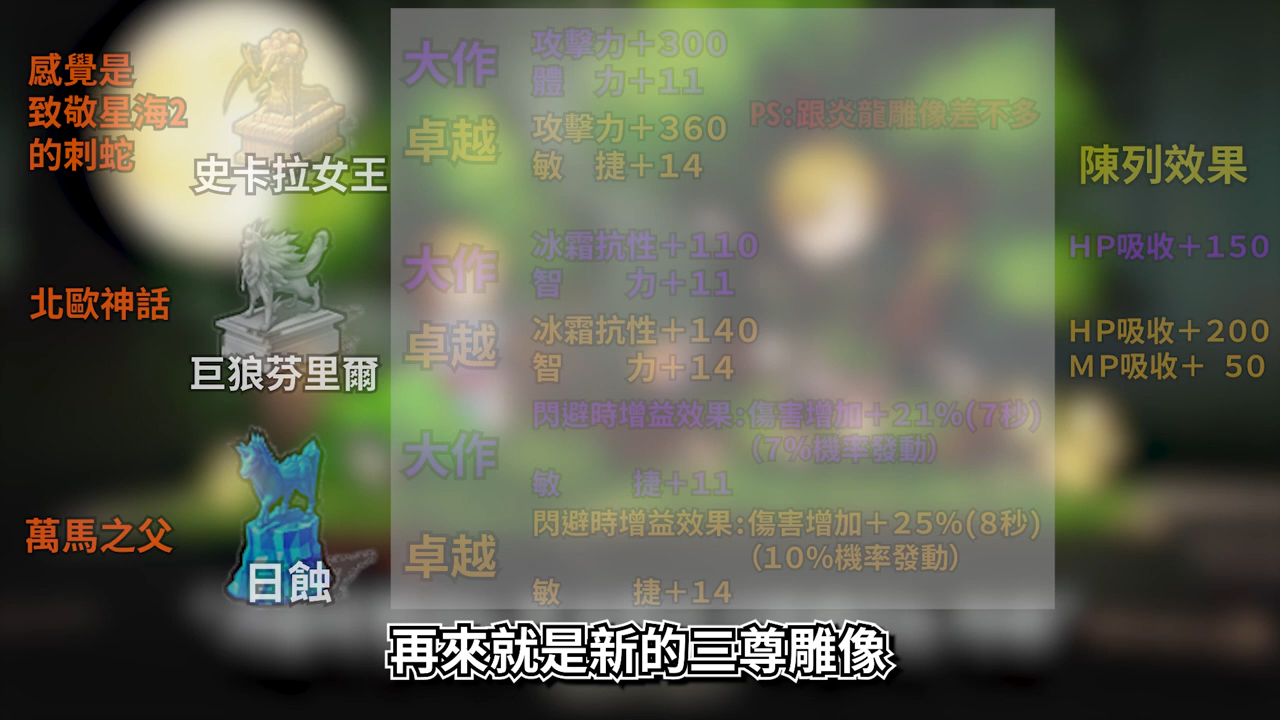 感覺是
致敬星海2
的刺蛇
史卡拉女王
大作
攻擊力＋300
體　力＋11
卓越
攻擊力＋360
敏　捷＋14
PS:跟炎龍雕像差不多
陳列效果
北歐神話
巨狼芬里爾
大作
冰霜抗性＋110
智　　力＋11
HP吸收＋150
卓越
冰霜抗性＋140
智　　力＋14
HP吸收＋200
MP吸收＋ 50
萬馬之父
日蝕
大作
閃避時增益效果:傷害增加＋21%(7秒)
(7%機率發動)
敏　　捷＋11
卓越
閃避時增益效果:傷害增加＋25%(8秒)
(10%機率發動)
敏　　捷＋14
再來就是新的三尊雕像